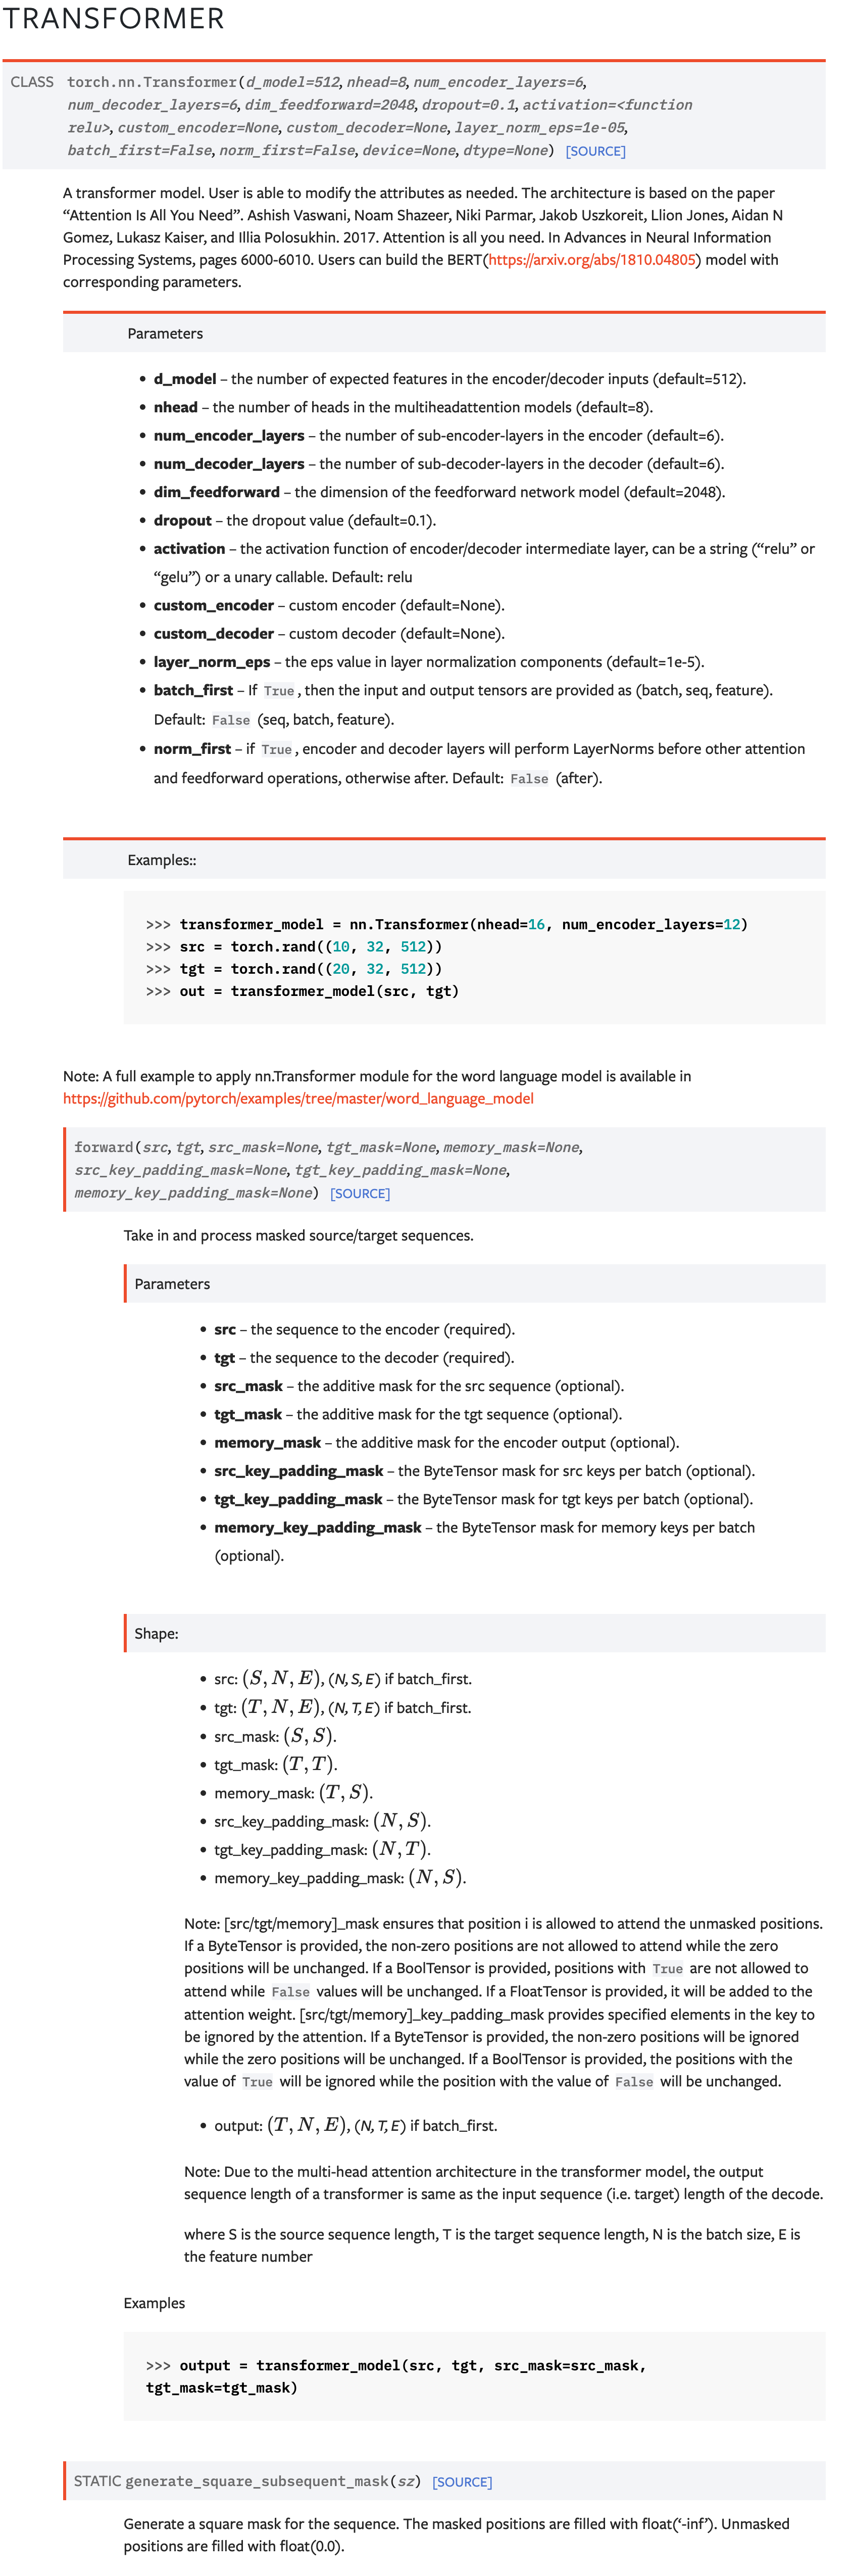 TRANSFORMER
CLASS torch.nn.Transformer(d_model=512, nhead=8, num_encoder_layers=6,
num_decoder_layers=6, dim_feedforward=2048, dropout=0.1, activation=<function
relu>, custom_encoder=None, custom_decoder=None, layer_norm_eps=1e-05,
batch_first=False, norm_first=False, device=None, dtype=None) [SOURCE]
A transformer model. User is able to modify the attributes as needed. The architecture is based on the paper
“Attention Is All You Need”. Ashish Vaswani, Noam Shazeer, Niki Parmar, Jakob Uszkoreit, Llion Jones, Aidan N
Gomez, Lukasz Kaiser, and Illia Polosukhin. 2017. Attention is all you need. In Advances in Neural Information
Processing Systems, pages 6000-6010. Users can build the BERT(https://arxiv.org/abs/1810.04805) model with
corresponding parameters.
Parameters
• d_model – the number of expected features in the encoder/decoder inputs (default=512).
• nhead – the number of heads in the multiheadattention models (default=8).
• num_encoder_layers – the number of sub-encoder-layers in the encoder (default=6).
• num_decoder_layers – the number of sub-decoder-layers in the decoder (default=6).
• dim_feedforward – the dimension of the feedforward network model (default=2048).
• dropout – the dropout value (default=0.1).
• activation – the activation function of encoder/decoder intermediate layer, can be a string (“relu” or
“gelu”) or a unary callable. Default: relu
• custom_encoder – custom encoder (default=None).
• custom_decoder – custom decoder (default=None).
• layer_norm_eps – the eps value in layer normalization components (default=1e-5).
• batch_first – If True, then the input and output tensors are provided as (batch, seq, feature).
Default: False (seq, batch, feature).
• norm_first – if True, encoder and decoder layers will perform LayerNorms before other attention
and feedforward operations, otherwise after. Default: False (after).
Examples::
>>> transformer_model = nn.Transformer(nhead=16, num_encoder_layers=12)
>>> src = torch.rand((10, 32, 512))
>>> tgt = torch.rand((20, 32, 512))
>>> out = transformer_model(src, tgt)
Note: A full example to apply nn.Transformer module for the word language model is available in
https://github.com/pytorch/examples/tree/master/word_language_model
forward(src, tgt, src_mask=None, tgt_mask=None, memory_mask=None,
src_key_padding_mask=None, tgt_key_padding_mask=None,
memory_key_padding_mask=None) [SOURCE]
Take in and process masked source/target sequences.
Parameters
• src – the sequence to the encoder (required).
• tgt – the sequence to the decoder (required).
• src_mask – the additive mask for the src sequence (optional).
• tgt_mask – the additive mask for the tgt sequence (optional).
• memory_mask – the additive mask for the encoder output (optional).
• src_key_padding_mask – the ByteTensor mask for src keys per batch (optional).
• tgt_key_padding_mask – the ByteTensor mask for tgt keys per batch (optional).
• memory_key_padding_mask – the ByteTensor mask for memory keys per batch
(optional).
Shape:
• src: (S, N, E), (N, S, E) if batch_first.
• tgt: (T, N, E), (N, T, E) if batch_first.
• src_mask: (S, S).
• tgt_mask: (T, T).
• memory_mask: (T, S).
• src_key_padding_mask: (N, S).
• tgt_key_padding_mask: (N, T).
• memory_key_padding_mask: (N, S).
Note: [src/tgt/memory]_mask ensures that position i is allowed to attend the unmasked positions.
If a ByteTensor is provided, the non-zero positions are not allowed to attend while the zero
positions will be unchanged. If a BoolTensor is provided, positions with True are not allowed to
attend while False values will be unchanged. If a FloatTensor is provided, it will be added to the
attention weight. [src/tgt/memory]_key_padding_mask provides specified elements in the key to
be ignored by the attention. If a ByteTensor is provided, the non-zero positions will be ignored
while the zero positions will be unchanged. If a BoolTensor is provided, the positions with the
value of True will be ignored while the position with the value of False will be unchanged.
• output: (T, N, E), (N, T, E) if batch_first.
Note: Due to the multi-head attention architecture in the transformer model, the output
sequence length of a transformer is same as the input sequence (i.e. target) length of the decode.
where S is the source sequence length, T is the target sequence length, N is the batch size, E is
the feature number
Examples
>>> output = transformer_model(src, tgt, src_mask=src_mask,
tgt_mask=tgt_mask)
STATIC generate_square_subsequent_mask(sz) [SOURCE]
Generate a square mask for the sequence. The masked positions are filled with float(‘-inf’). Unmasked
positions are filled with float(0.0).